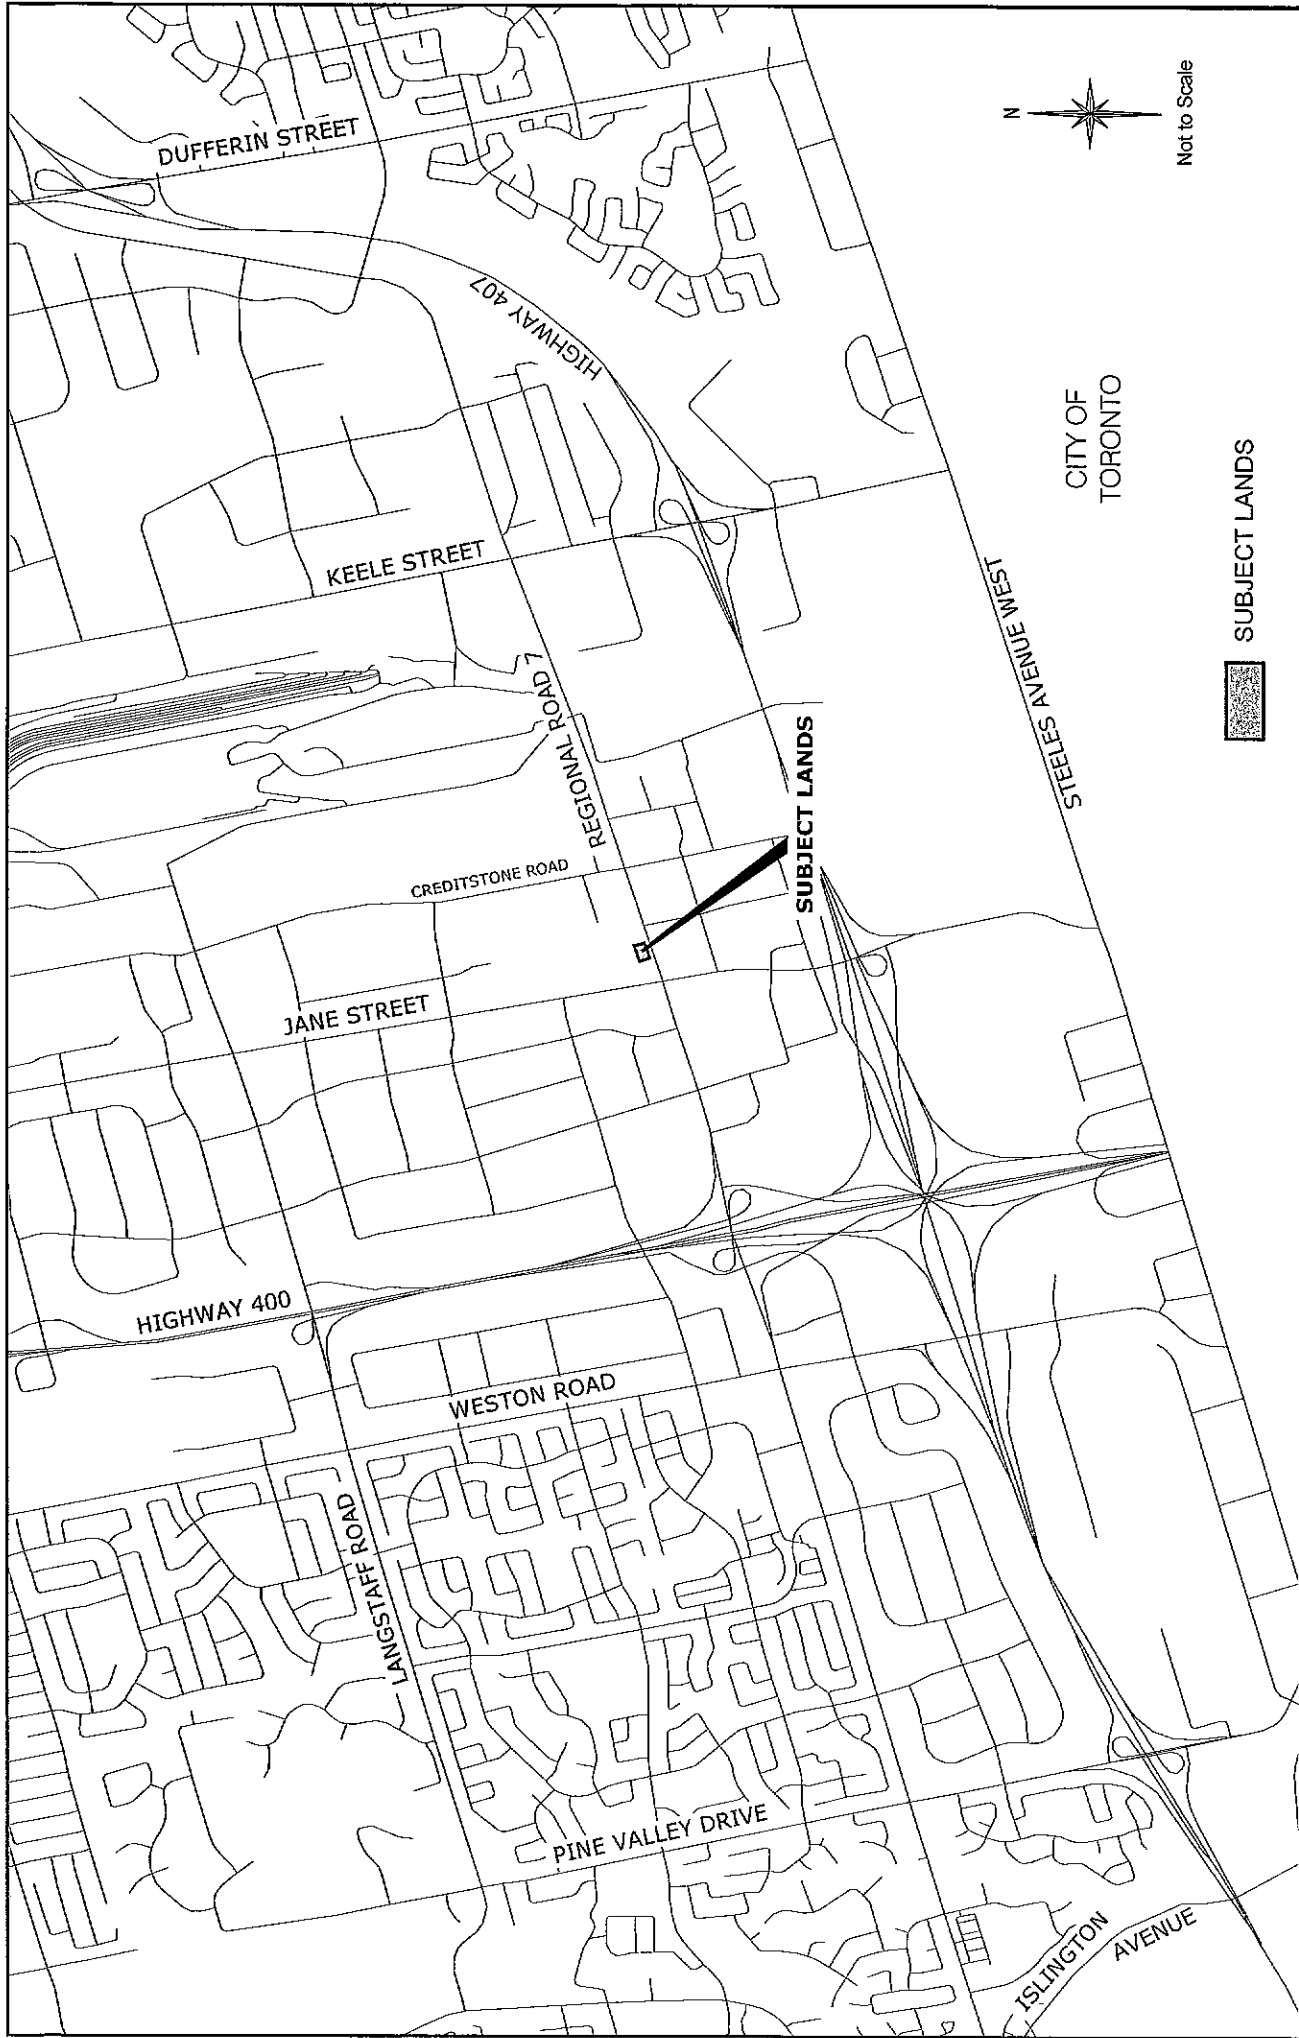 DUFFERIN STREET
N
Not to Scale
HIGHWAY 407
CITY OF
TORONTO
KEELE STREET
SUBJECT LANDS
STEELES AVENUE WEST
REGIONAL ROAD 7
SUBJECT LANDS
CREDITSTONE ROAD
JANE STREET
HIGHWAY 400
WESTON ROAD
LANGSTAFF ROAD
PINE VALLEY DRIVE
ISLINGTON
AVENUE